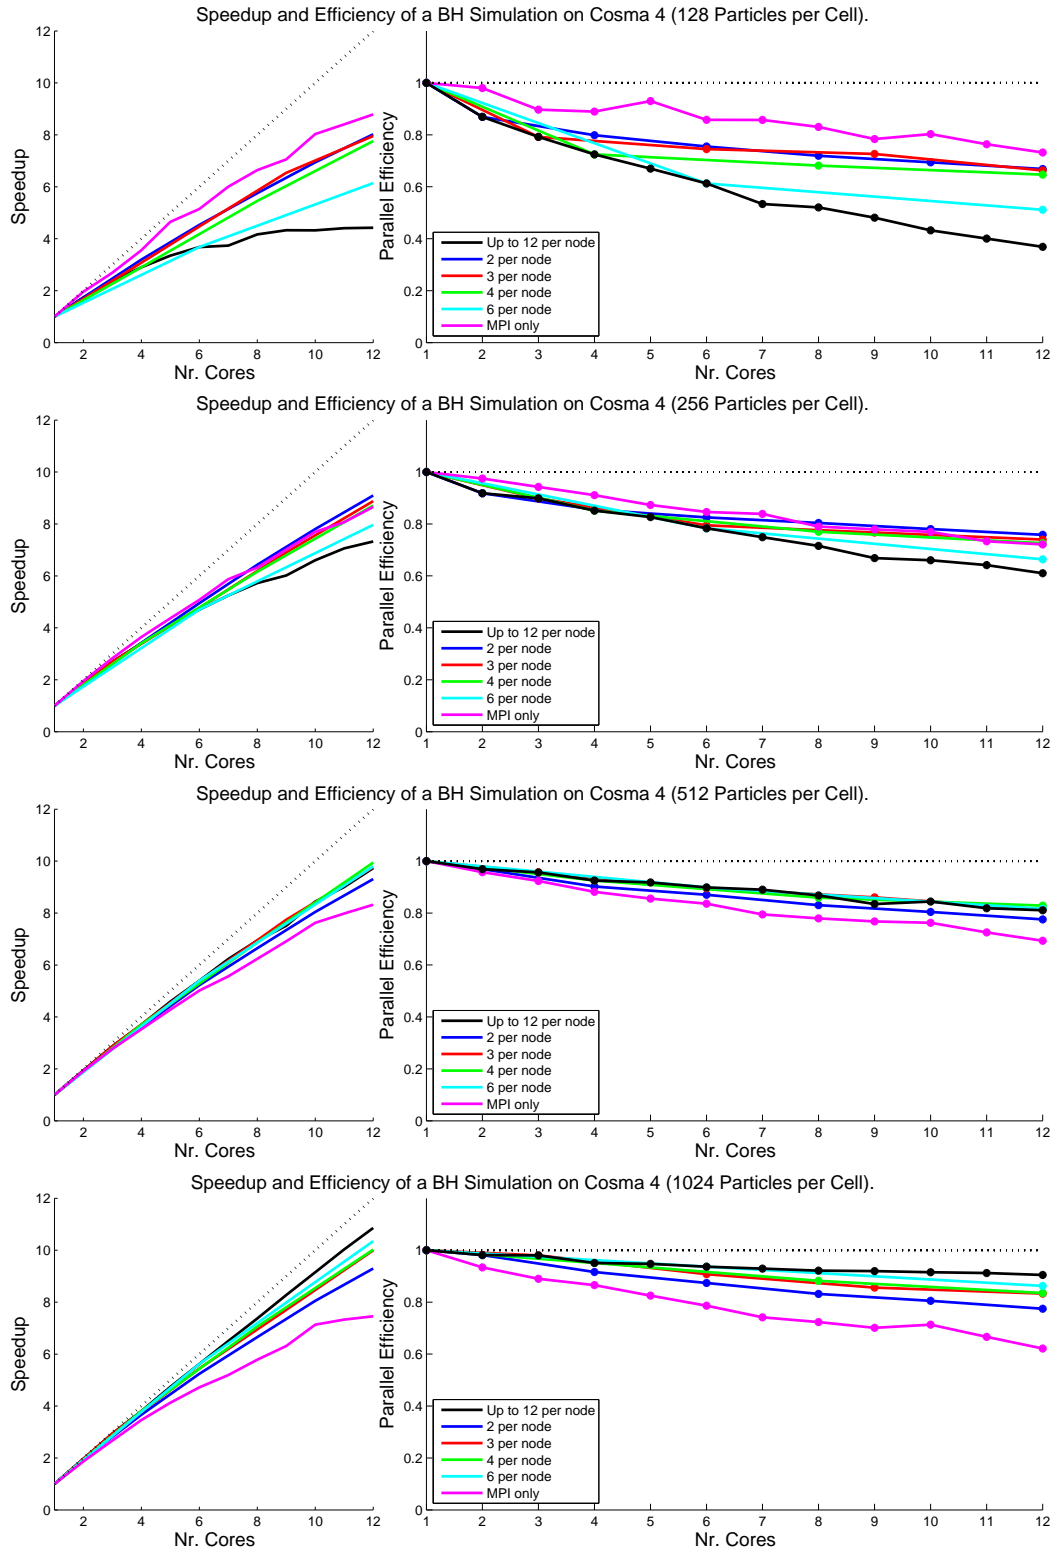 Speedup and Efficiency of a BH Simulation on Cosma 4 (128 Particles per Cell).
12
10
8
6
4
2
0
Speedup
2 4 6 8 10 12
Nr. Cores
1
0.8
0.6
0.4
0.2
0
Parallel Efficiency
Up to 12 per node
2 per node
3 per node
4 per node
6 per node
MPI only
1 2 3 4 5 6 7 8 9 10 11 12
Nr. Cores
Speedup and Efficiency of a BH Simulation on Cosma 4 (256 Particles per Cell).
12
10
8
6
4
2
0
Speedup
2 4 6 8 10 12
Nr. Cores
1
0.8
0.6
0.4
0.2
0
Parallel Efficiency
Up to 12 per node
2 per node
3 per node
4 per node
6 per node
MPI only
1 2 3 4 5 6 7 8 9 10 11 12
Nr. Cores
Speedup and Efficiency of a BH Simulation on Cosma 4 (512 Particles per Cell).
12
10
8
6
4
2
0
Speedup
2 4 6 8 10 12
Nr. Cores
1
0.8
0.6
0.4
0.2
0
Parallel Efficiency
Up to 12 per node
2 per node
3 per node
4 per node
6 per node
MPI only
1 2 3 4 5 6 7 8 9 10 11 12
Nr. Cores
Speedup and Efficiency of a BH Simulation on Cosma 4 (1024 Particles per Cell).
12
10
8
6
4
2
0
Speedup
2 4 6 8 10 12
Nr. Cores
1
0.8
0.6
0.4
0.2
0
Parallel Efficiency
Up to 12 per node
2 per node
3 per node
4 per node
6 per node
MPI only
1 2 3 4 5 6 7 8 9 10 11 12
Nr. Cores